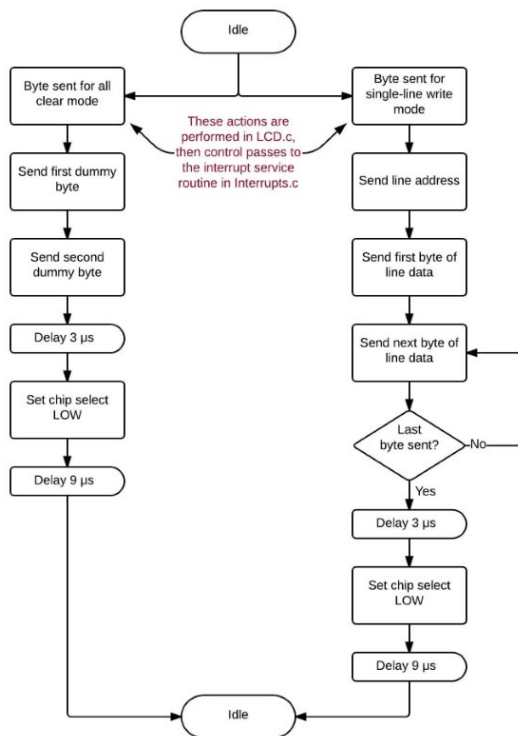 Idle
Byte sent for all
clear mode
Byte sent for
single-line write
mode
These actions are
performed in LCD.c,
then control passes to
the interrupt service
routine in Interrupts.c
Send first dummy
byte
Send line address
Send second
dummy byte
Send first byte of
line data
Delay 3 µs
Send next byte of
line data
Set chip select
LOW
Last
byte sent?
No
Delay 9 µs
Yes
Delay 3 µs
Set chip select
LOW
Delay 9 µs
Idle